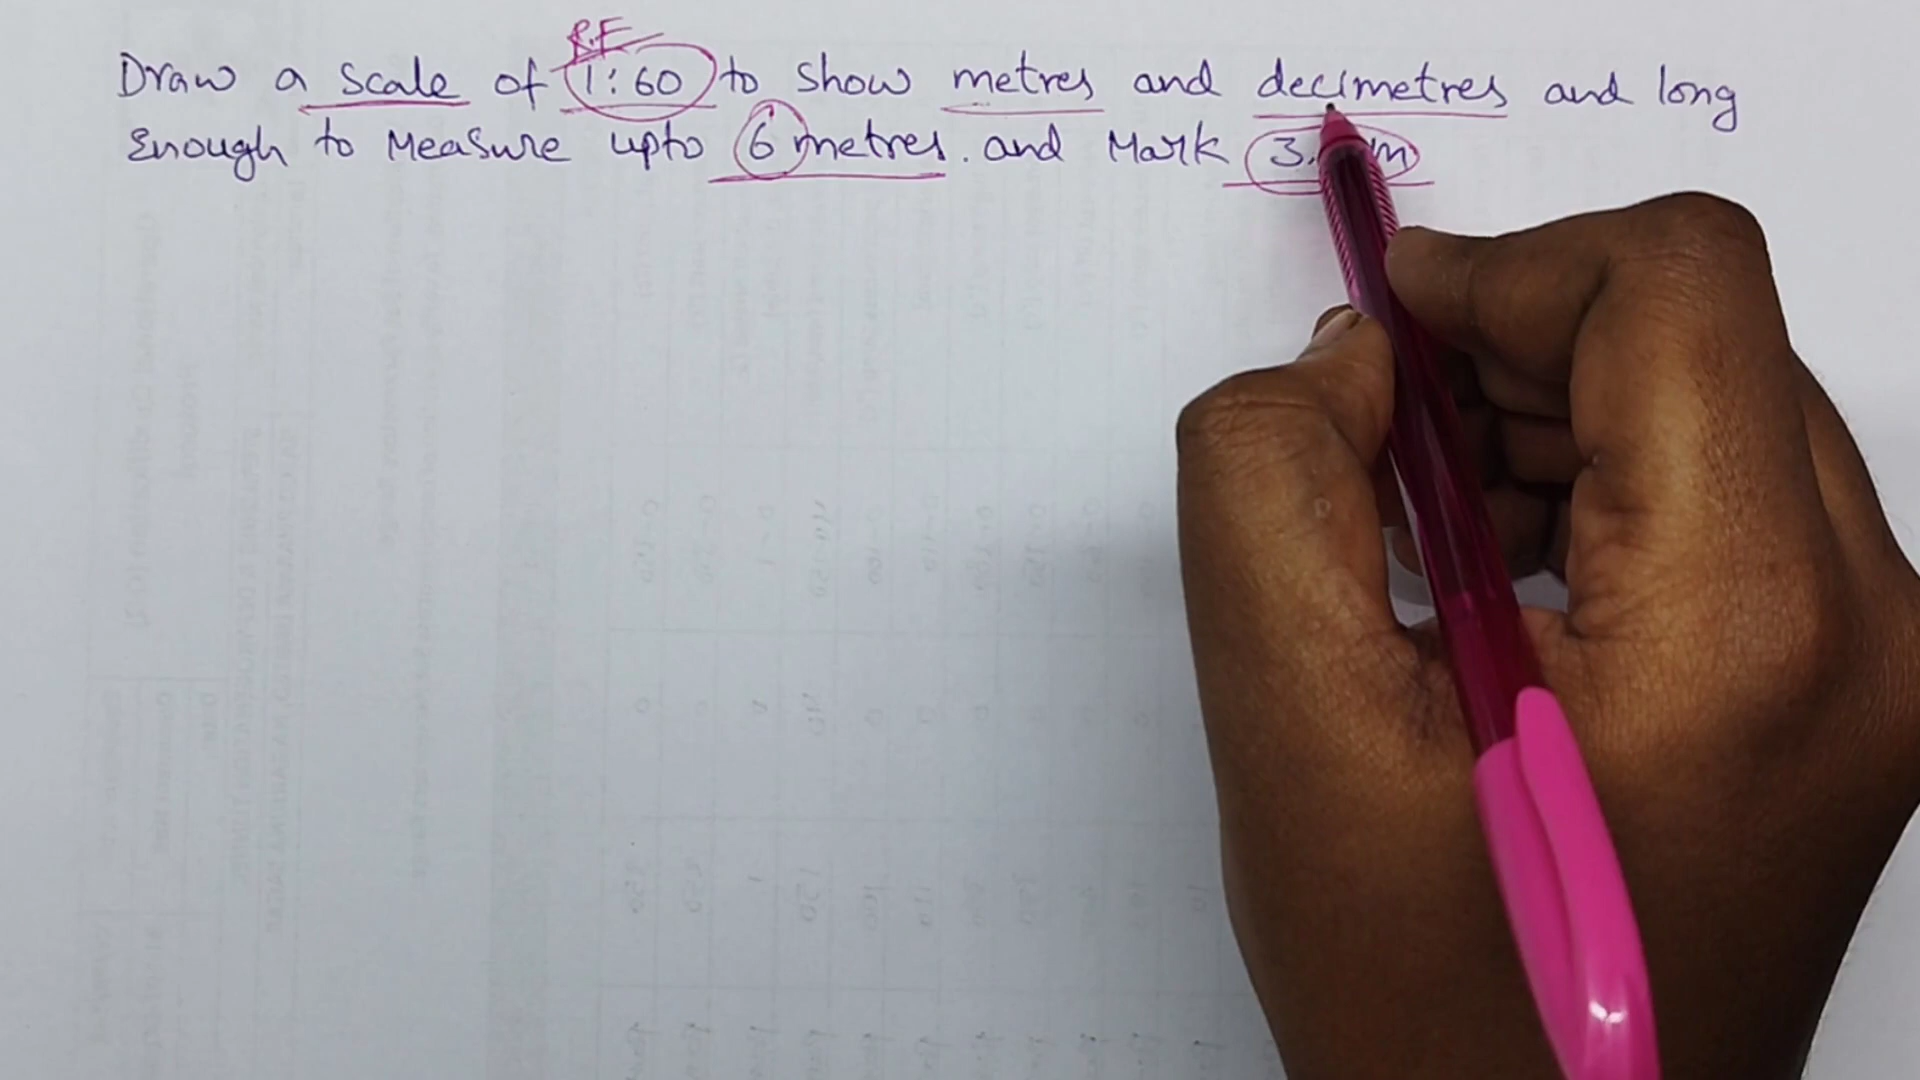 R.F
Draw a scale of 1:60 to show metres and decimetres and long
Enough to Measure upto 6 metres. and Mark 3. m